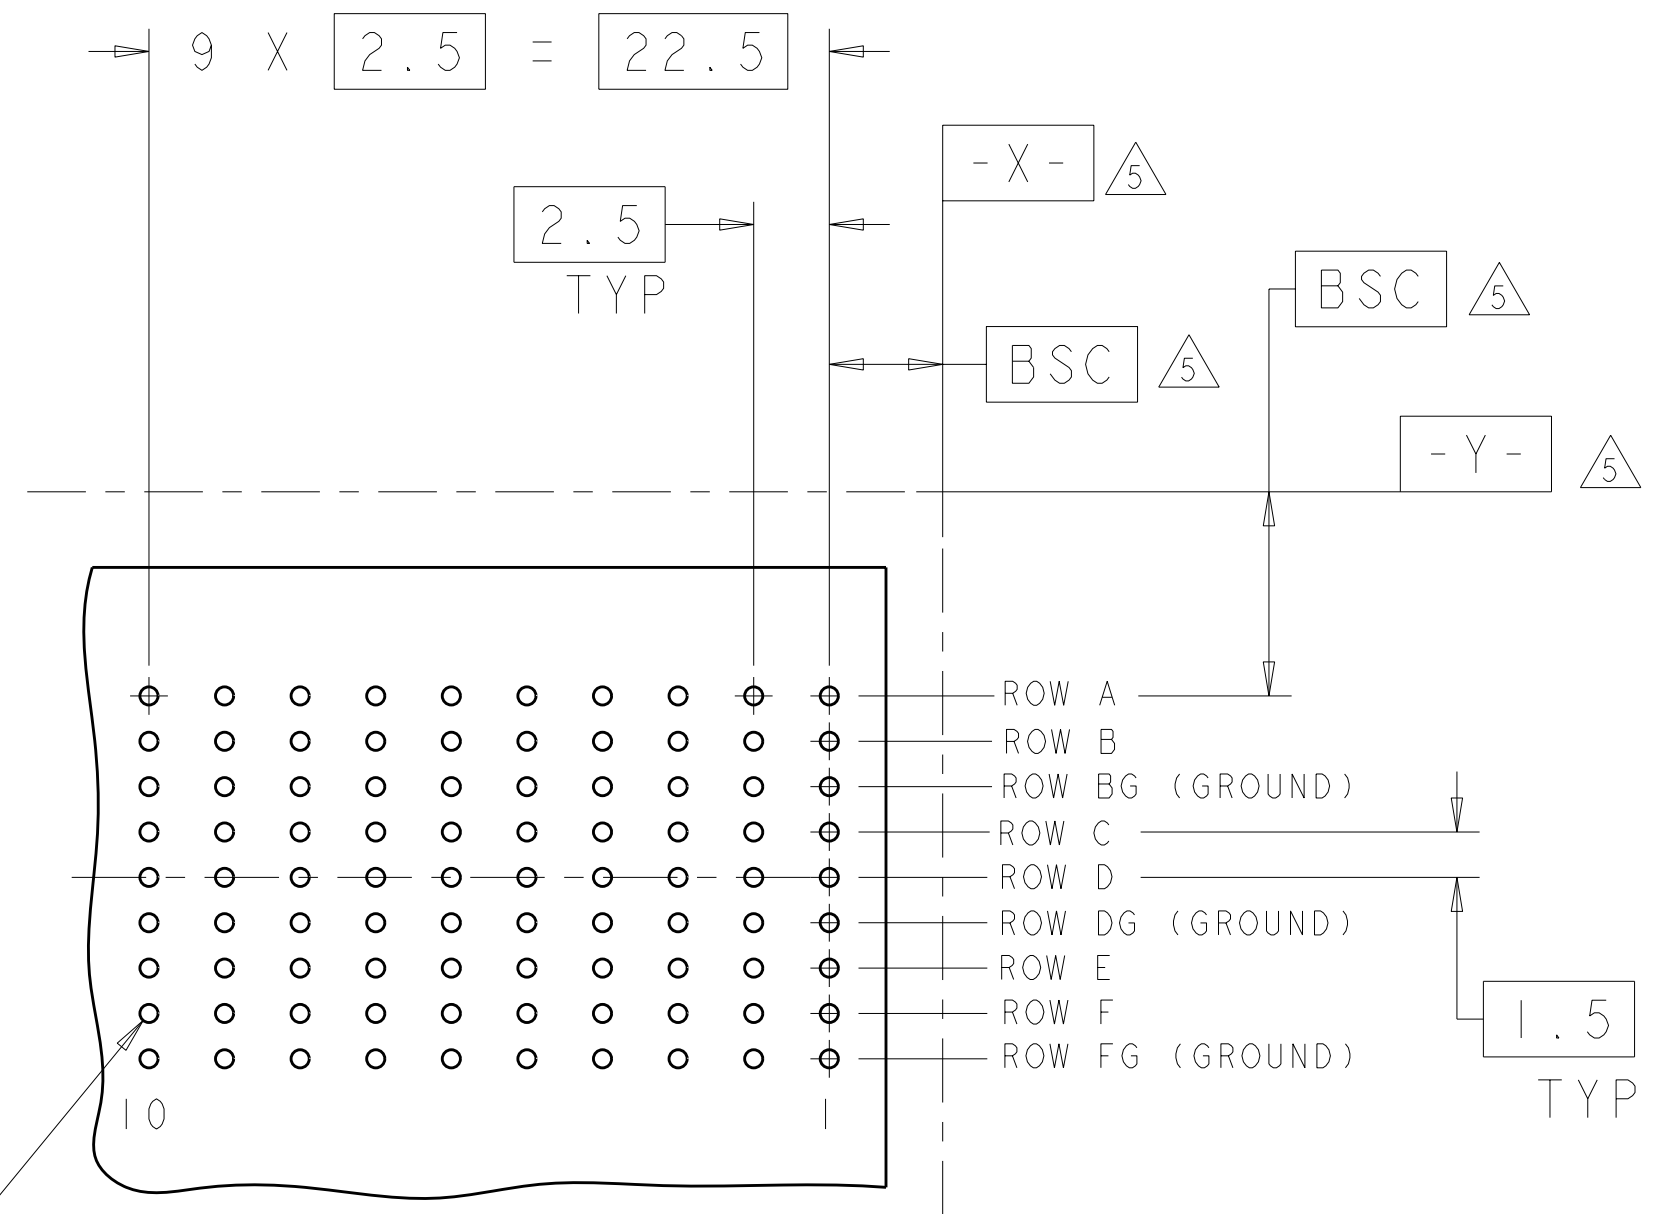 9 X 2.5 = 22.5
-X- 5
2.5
TYP
BSC 5
BSC 5
-Y- 5
ROW A
ROW B
ROW BG (GROUND)
ROW C
ROW D
ROW DG (GROUND)
ROW E
ROW F
1.5
ROW FG (GROUND)
TYP
10 1